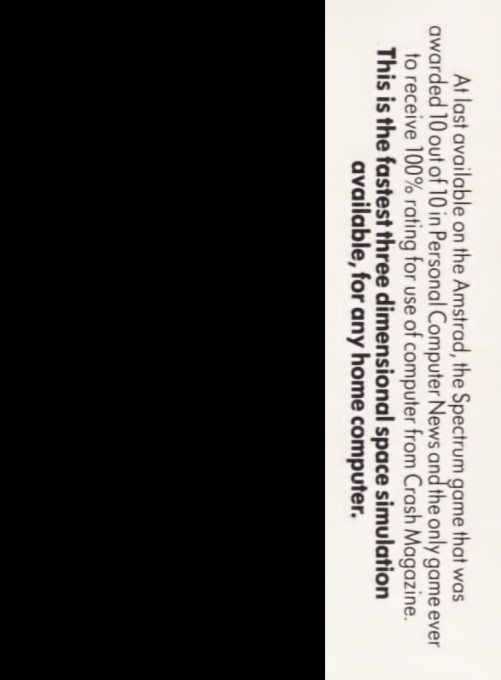 At last available on the Amstrad, the Spectrum game that was
awarded 10 out of 10 in Personal Computer News and the only game ever
to receive 100% rating for use of computer from Crash Magazine.
This is the fastest three dimensional space simulation
available, for any home computer.